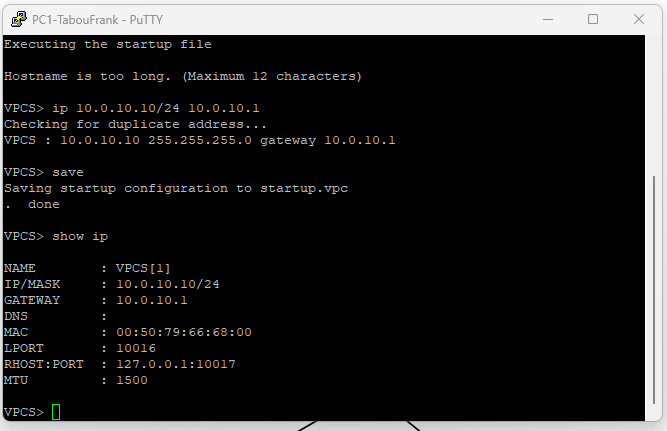 PC1-TabouFrank - PuTTY
Executing the startup file
Hostname is too long. (Maximum 12 characters)
VPCS> ip 10.0.10.10/24 10.0.10.1
Checking for duplicate address...
VPCS : 10.0.10.10 255.255.255.0 gateway 10.0.10.1
VPCS> save
Saving startup configuration to startup.vpc
.  done
VPCS> show ip
NAME        : VPCS[1]
IP/MASK     : 10.0.10.10/24
GATEWAY     : 10.0.10.1
DNS         :
MAC         : 00:50:79:66:68:00
LPORT       : 10016
RHOST:PORT  : 127.0.0.1:10017
MTU         : 1500
VPCS>